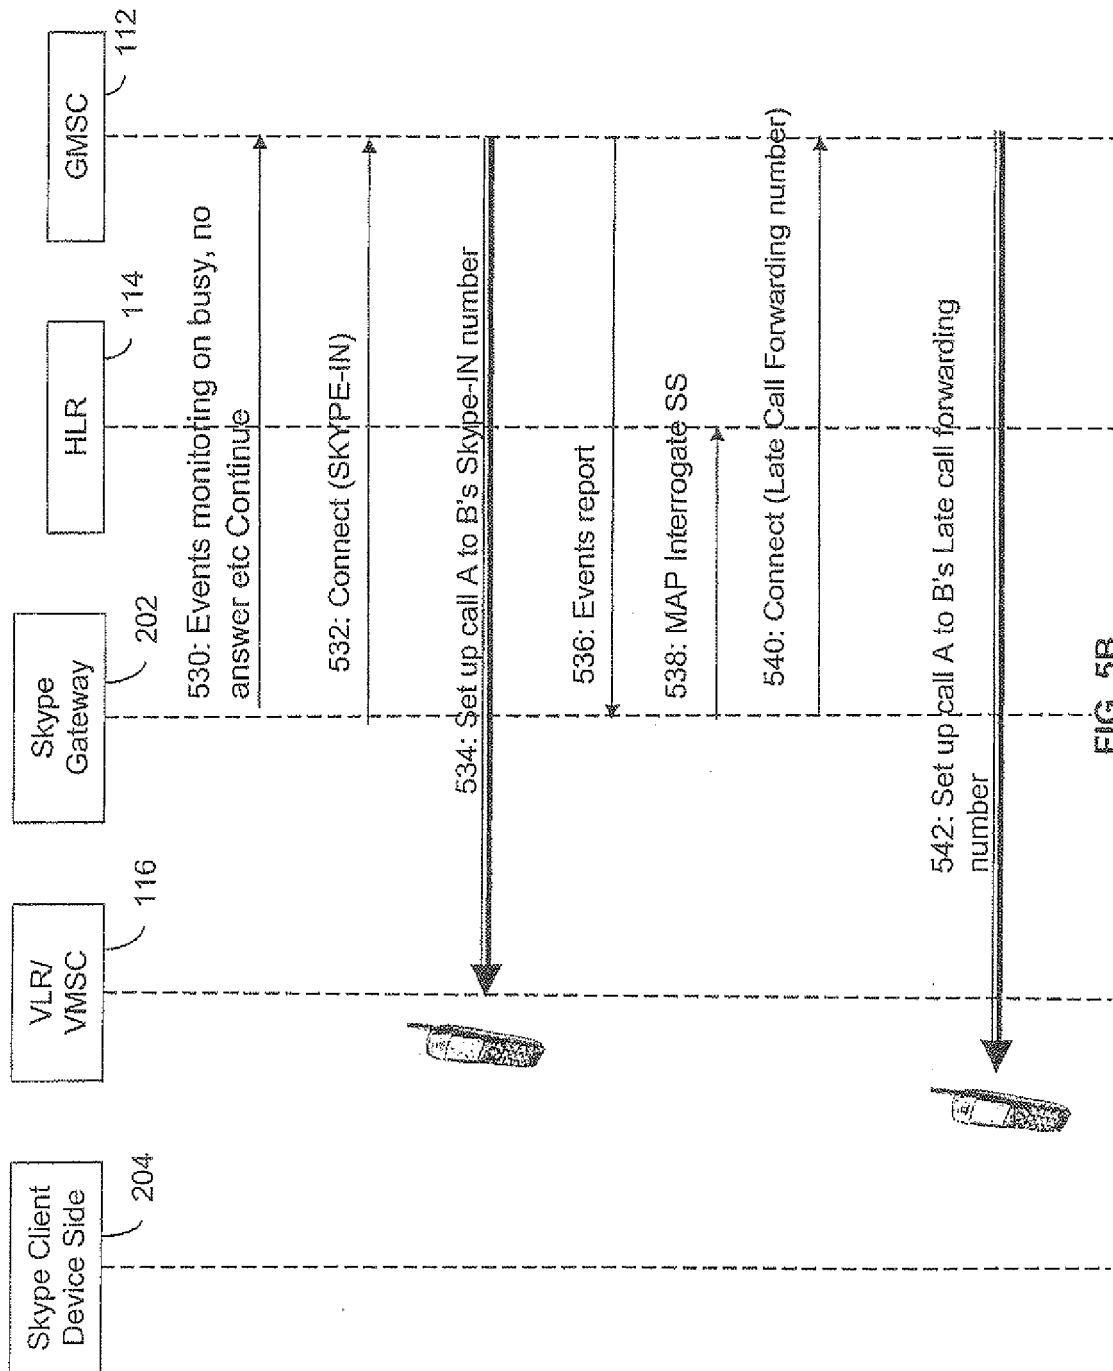 Skype Client
Device Side
204
VLR/
VMSC
116
Skype
Gateway
202
HLR
114
GMSC
112
530: Events monitoring on busy, no
answer etc Continue
532: Connect (SKYPE-IN)
534: Set up call A to B's Skype-IN number
536: Events report
538: MAP Interrogate SS
540: Connect (Late Call Forwarding number)
542: Set up call A to B's Late call forwarding
number
FIG. 5B